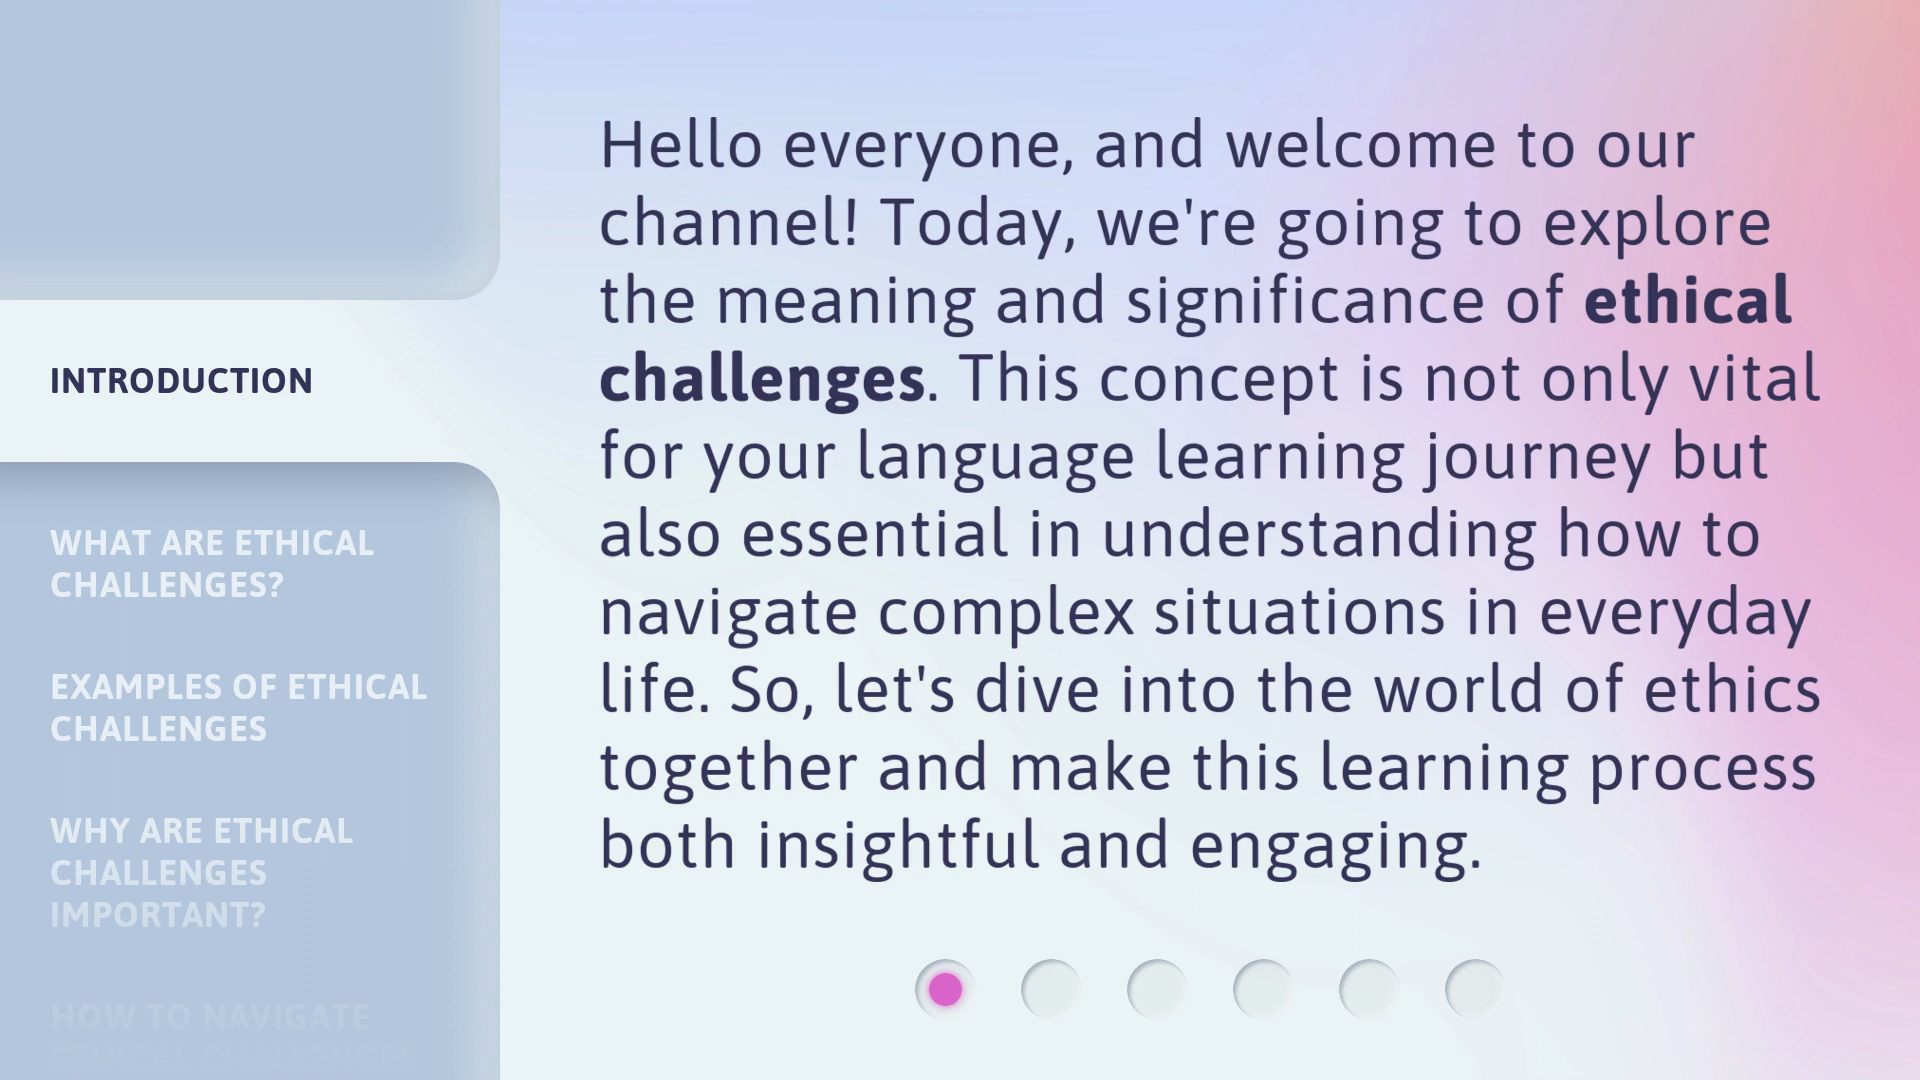 INTRODUCTION
WHAT ARE ETHICAL
CHALLENGES?
EXAMPLES OF ETHICAL
CHALLENGES
WHY ARE ETHICAL
CHALLENGES
IMPORTANT?
HOW TO NAVIGATE
ETHICAL CHALLENGES
Hello everyone, and welcome to our
channel! Today, we're going to explore
the meaning and significance of ethical
challenges. This concept is not only vital
for your language learning journey but
also essential in understanding how to
navigate complex situations in everyday
life. So, let's dive into the world of ethics
together and make this learning process
both insightful and engaging.